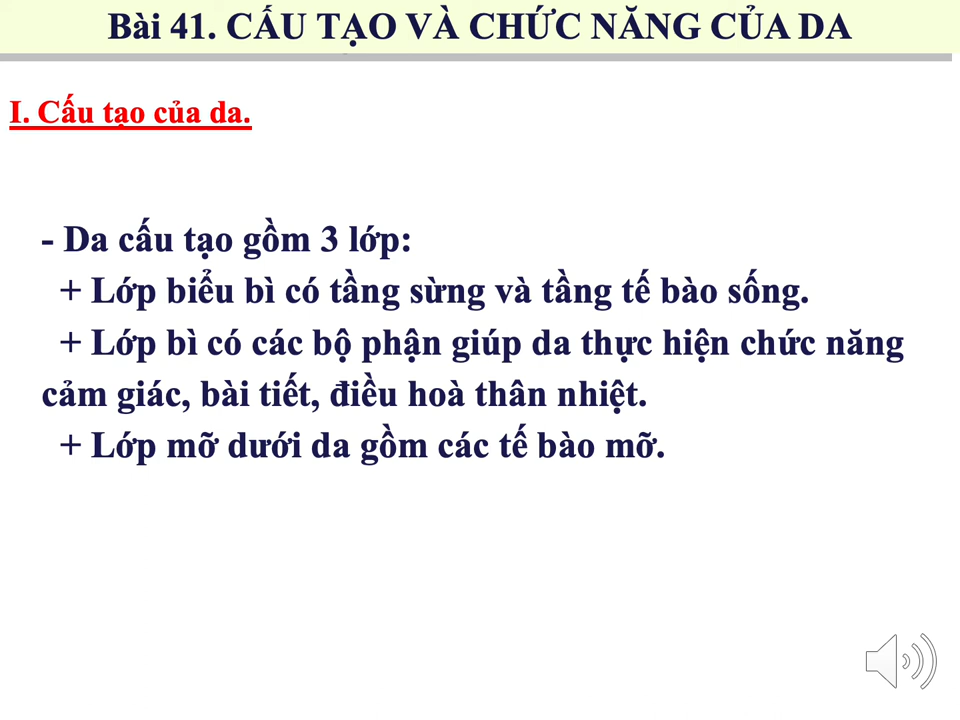 Bài 41. CẤU TẠO VÀ CHỨC NĂNG CỦA DA
I. Cấu tạo của da.
- Da cấu tạo gồm 3 lớp:
+ Lớp biểu bì có tầng sừng và tầng tế bào sống.
+ Lớp bì có các bộ phận giúp da thực hiện chức năng
cảm giác, bài tiết, điều hoà thân nhiệt.
+ Lớp mỡ dưới da gồm các tế bào mỡ.